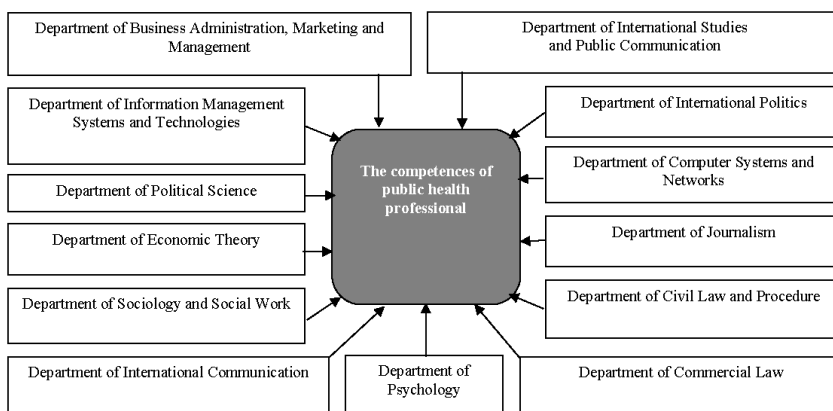 Department of Business Administration, Marketing and
Management
Department of International Studies
and Public Communication
Department of Information Management
Systems and Technologies
Department of International Politics
The competences of
public health
professional
Department of Computer Systems and
Networks
Department of Political Science
Department of Economic Theory
Department of Journalism
Department of Sociology and Social Work
Department of Civil Law and Procedure
Department of International Communication
Department of
Psychology
Department of Commercial Law